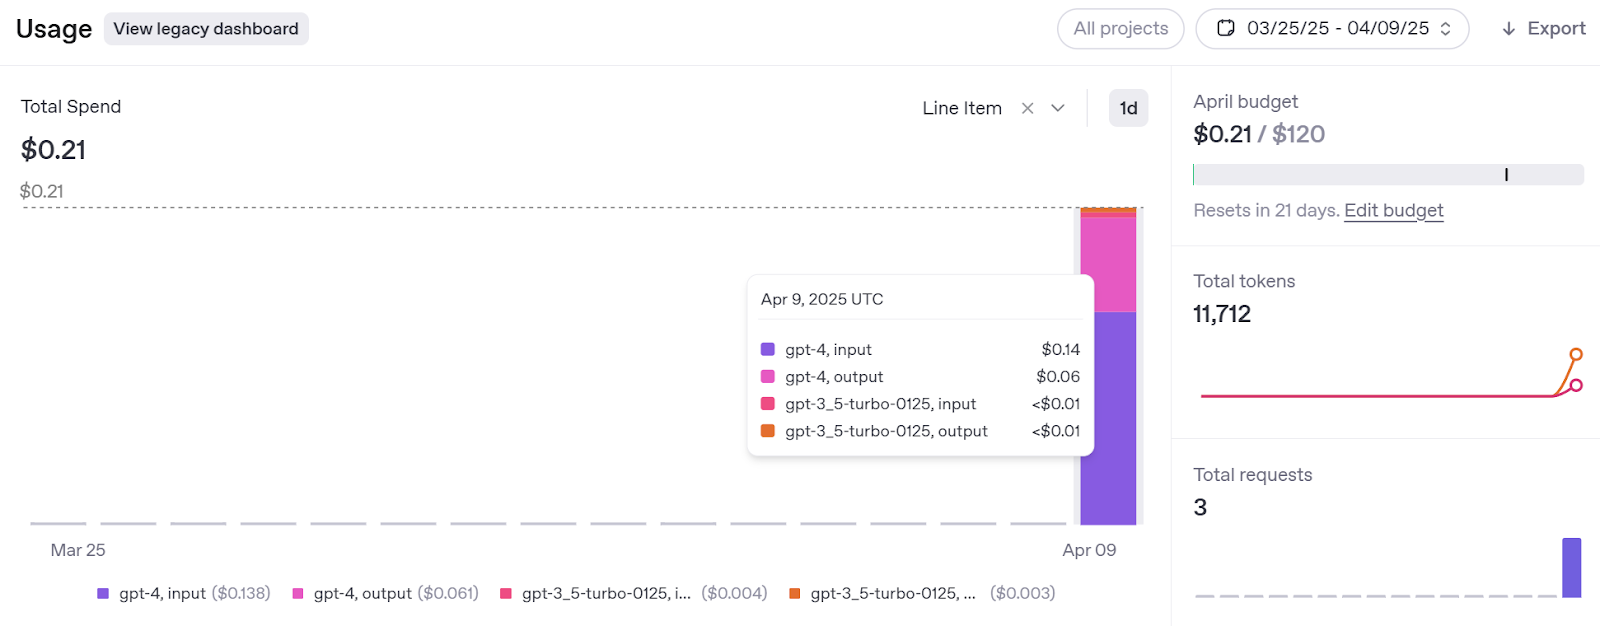 Usage
View legacy dashboard
All projects
03/25/25 - 04/09/25
Export
Total Spend
$0.21
$0.21
Line Item
1d
Apr 9, 2025 UTC
gpt-4, input $0.14
gpt-4, output $0.06
gpt-3_5-turbo-0125, input <$0.01
gpt-3_5-turbo-0125, output <$0.01
Mar 25
Apr 09
gpt-4, input ($0.138)
gpt-4, output ($0.061)
gpt-3_5-turbo-0125, i... ($0.004)
gpt-3_5-turbo-0125, ... ($0.003)
April budget
$0.21 / $120
Resets in 21 days. Edit budget
Total tokens
11,712
Total requests
3